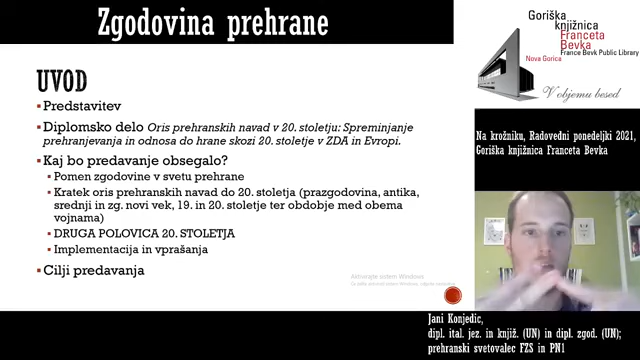 Zgodovina prehrane
UVOD
Predstavitev
Diplomsko delo Oris prehranskih navad v 20. stoletju: Spreminjanje
prehranjevanja in odnosa do hrane skozi 20. stoletje v ZDA in Evropi.
Kaj bo predavanje obsegalo?
Pomen zgodovine v svetu prehrane
Kratek oris prehranskih navad do 20. stoletja (prazgodovina, antika,
srednji in zg. novi vek, 19. in 20. stoletje ter obdobje med obema
vojnama)
DRUGA POLOVICA 20. STOLETJA
Implementacija in vprašanja
Cilji predavanja
Aktivirajte sistem Windows
Goriška
knjižnica
Franceta
Bevka
France Bevk Public Library
Nova Gorica
V objemu besed
Na krožniku, Radovedni ponedeljki 2021,
Goriška knjižnica Franceta Bevka
Jani Konjedic,
dipl. ital. jez. in knjiž. (UN) in dipl. zgod. (UN);
prehranski svetovalec FZS in PN1